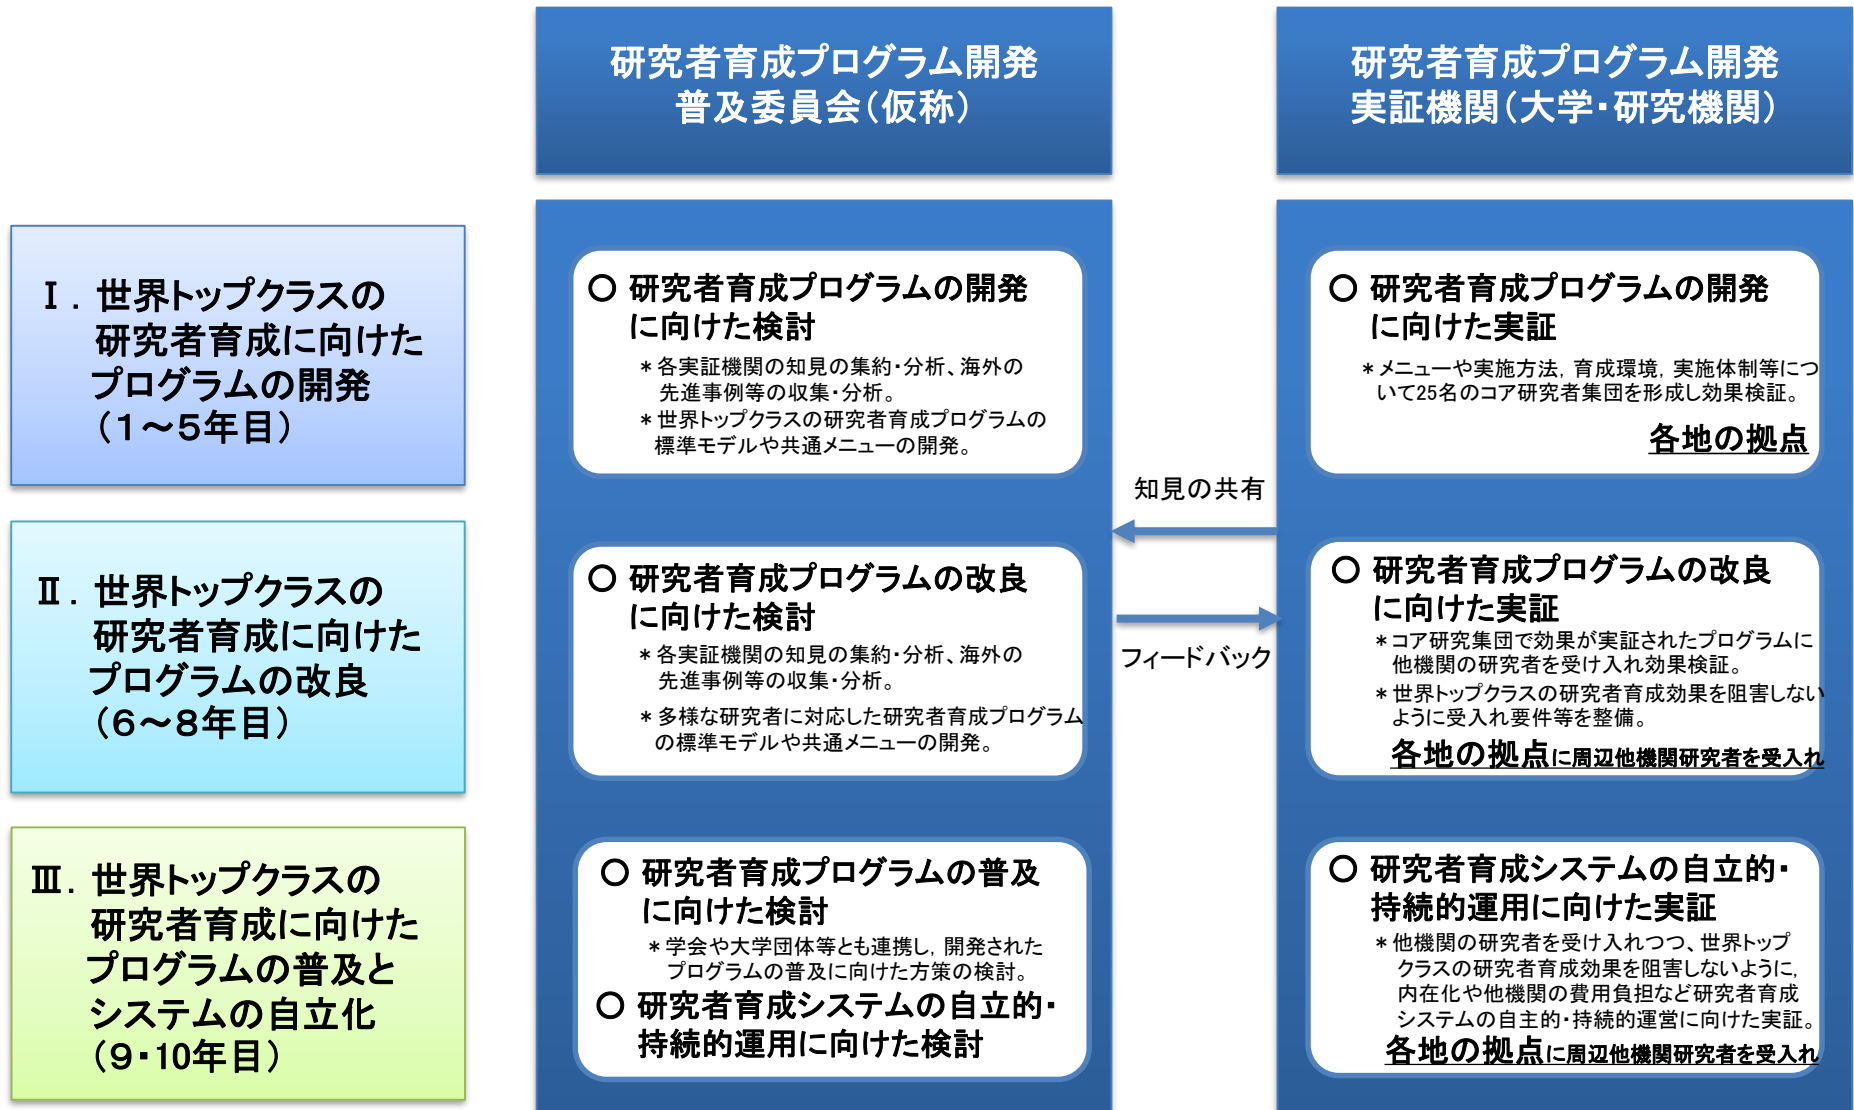 研究者育成プログラム開発
普及委員会(仮称)
研究者育成プログラム開発
実証機関(大学・研究機関)
Ⅰ．世界トップクラスの
研究者育成に向けた
プログラムの開発
(1～5年目)
○ 研究者育成プログラムの開発
に向けた検討
＊各実証機関の知見の集約・分析、海外の
先進事例等の収集・分析。
＊世界トップクラスの研究者育成プログラムの
標準モデルや共通メニューの開発。
○ 研究者育成プログラムの開発
に向けた実証
＊メニューや実施方法，育成環境，実施体制等につ
いて25名のコア研究者集団を形成し効果検証。
各地の拠点
知見の共有
フィードバック
Ⅱ．世界トップクラスの
研究者育成に向けた
プログラムの改良
(6～8年目)
○ 研究者育成プログラムの改良
に向けた検討
＊各実証機関の知見の集約・分析、海外の
先進事例等の収集・分析。
＊多様な研究者に対応した研究者育成プログラム
の標準モデルや共通メニューの開発。
○ 研究者育成プログラムの改良
に向けた実証
＊コア研究集団で効果が実証されたプログラムに
他機関の研究者を受け入れ効果検証。
＊世界トップクラスの研究者育成効果を阻害しない
ように受入れ要件等を整備。
各地の拠点に周辺他機関研究者を受入れ
Ⅲ．世界トップクラスの
研究者育成に向けた
プログラムの普及と
システムの自立化
(9・10年目)
○ 研究者育成プログラムの普及
に向けた検討
＊学会や大学団体等とも連携し，開発された
プログラムの普及に向けた方策の検討。
○ 研究者育成システムの自立的・
持続的運用に向けた検討
○ 研究者育成システムの自立的・
持続的運用に向けた実証
＊他機関の研究者を受け入れつつ、世界トップ
クラスの研究者育成効果を阻害しないように，
内在化や他機関の費用負担など研究者育成
システムの自主的・持続的運営に向けた実証。
各地の拠点に周辺他機関研究者を受入れ